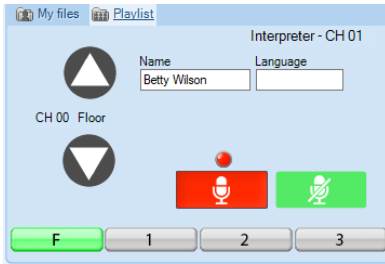 My files Playlist
Interpreter - CH 01
Name Language
Betty Wilson
CH 00 Floor
F 1 2 3